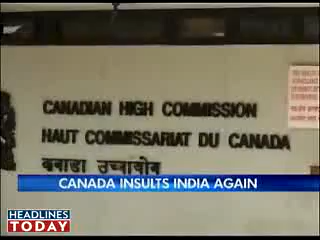 CANADIAN HIGH COMMISSION
HAUT COMMISSARIAT DU CANADA
कनाडा उच्चायोग
CANADA INSULTS INDIA AGAIN
HEADLINES
TODAY